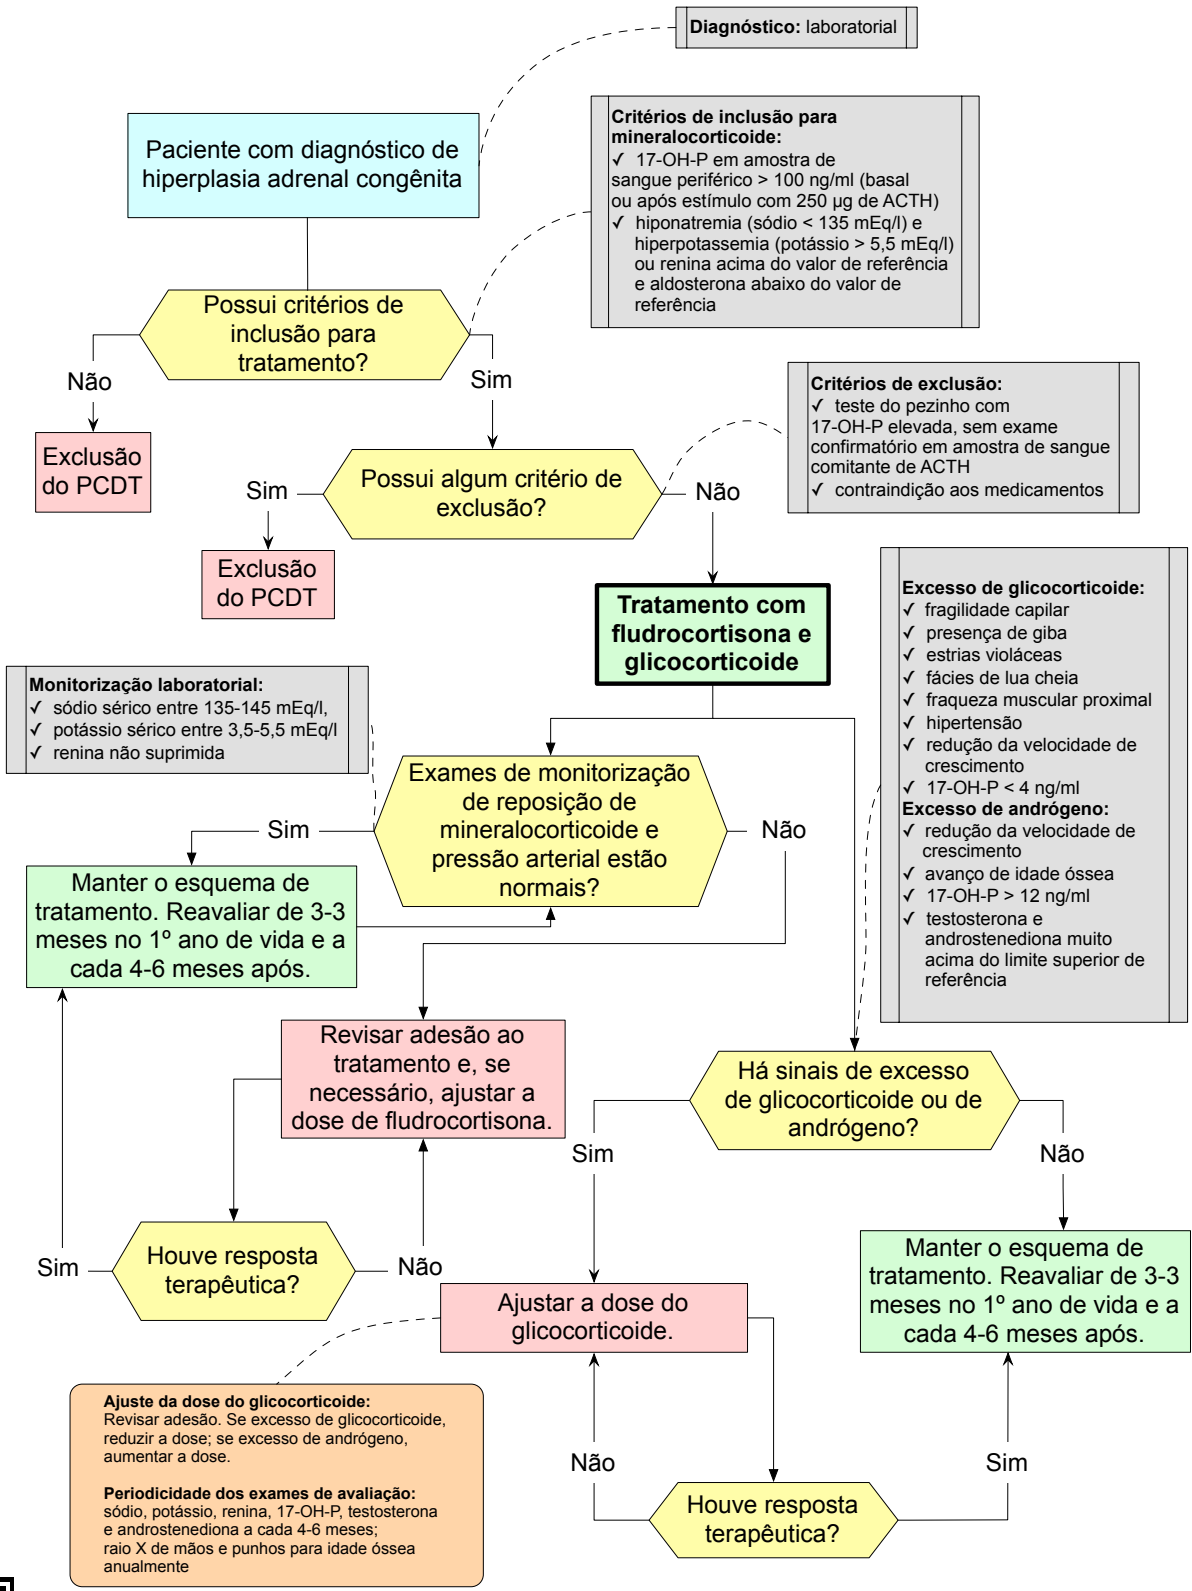 Diagnóstico: laboratorial
Paciente com diagnóstico de
hiperplasia adrenal congênita
Critérios de inclusão para
mineralocorticoide:
✓ 17-OH-P em amostra de
sangue periférico > 100 ng/ml (basal
ou após estímulo com 250 µg de ACTH)
✓ hiponatremia (sódio < 135 mEq/l) e
hiperpotassemia (potássio > 5,5 mEq/l)
ou renina acima do valor de referência
e aldosterona abaixo do valor de
referência
Possui critérios de
inclusão para
tratamento?
Não
Sim
Exclusão
do PCDT
Critérios de exclusão:
✓ teste do pezinho com
17-OH-P elevada, sem exame
confirmatório em amostra de sangue
comitante de ACTH
✓ contraindição aos medicamentos
Possui algum critério de
exclusão?
Sim
Não
Exclusão
do PCDT
Tratamento com
fludrocortisona e
glicocorticoide
Excesso de glicocorticoide:
✓ fragilidade capilar
✓ presença de giba
✓ estrias violáceas
✓ fácies de lua cheia
✓ fraqueza muscular proximal
✓ hipertensão
✓ redução da velocidade de
crescimento
✓ 17-OH-P < 4 ng/ml
Excesso de andrógeno:
✓ redução da velocidade de
crescimento
✓ avanço de idade óssea
✓ 17-OH-P > 12 ng/ml
✓ testosterona e
androstenediona muito
acima do limite superior de
referência
Monitorização laboratorial:
✓ sódio sérico entre 135-145 mEq/l,
✓ potássio sérico entre 3,5-5,5 mEq/l
✓ renina não suprimida
Exames de monitorização
de reposição de
mineralocorticoide e
pressão arterial estão
normais?
Sim
Não
Manter o esquema de
tratamento. Reavaliar de 3-3
meses no 1º ano de vida e a
cada 4-6 meses após.
Revisar adesão ao
tratamento e, se
necessário, ajustar a
dose de fludrocortisona.
Há sinais de excesso
de glicocorticoide ou de
andrógeno?
Sim
Não
Houve resposta
terapêutica?
Sim
Não
Manter o esquema de
tratamento. Reavaliar de 3-3
meses no 1º ano de vida e a
cada 4-6 meses após.
Ajustar a dose do
glicocorticoide.
Ajuste da dose do glicocorticoide:
Revisar adesão. Se excesso de glicocorticoide,
reduzir a dose; se excesso de andrógeno,
aumentar a dose.
Periodicidade dos exames de avaliação:
sódio, potássio, renina, 17-OH-P, testosterona
e androstenediona a cada 4-6 meses;
raio X de mãos e punhos para idade óssea
anualmente
Não
Sim
Houve resposta
terapêutica?